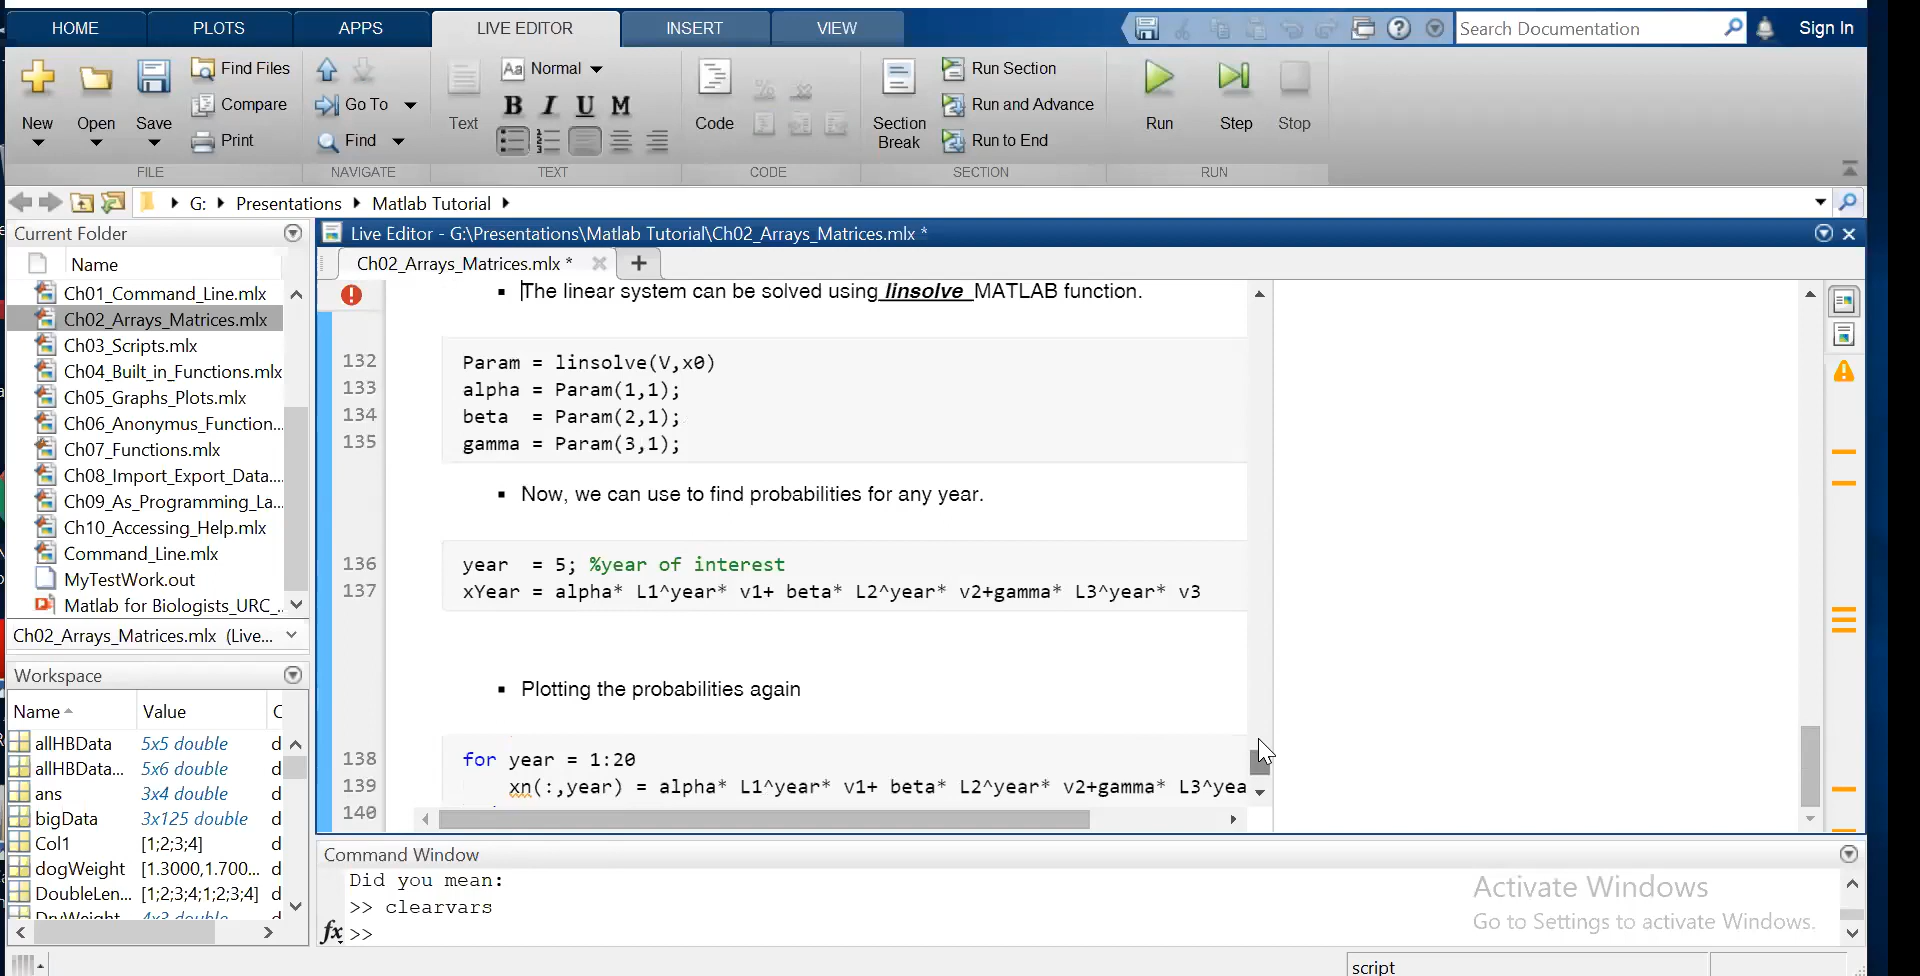 HOME PLOTS APPS LIVE EDITOR INSERT VIEW Search Documentation Sign In
New Open Save Find Files Compare Print Go To Find Text Normal B I U M Code Section Break Run Section Run and Advance Run to End Run Step Stop
FILE NAVIGATE TEXT CODE SECTION RUN
G: Presentations Matlab Tutorial
Current Folder
Name
Ch01_Command_Line.mlx
Ch02_Arrays_Matrices.mlx
Ch03_Scripts.mlx
Ch04_Built_in_Functions.mlx
Ch05_Graphs_Plots.mlx
Ch06_Anonymus_Function...
Ch07_Functions.mlx
Ch08_Import_Export_Data....
Ch09_As_Programming_La...
Ch10_Accessing_Help.mlx
Command_Line.mlx
MyTestWork.out
Matlab for Biologists_URC_...
Ch02_Arrays_Matrices.mlx (Live...
Workspace
Name Value C
allHBData 5x5 double d
allHBData... 5x6 double d
ans 3x4 double d
bigData 3x125 double d
Col1 [1;2;3;4] d
dogWeight [1.3000,1.700... d
DoubleLen... [1;2;3;4;1;2;3;4] d
DryWeight 4x3 double d
Live Editor - G:\Presentations\Matlab Tutorial\Ch02_Arrays_Matrices.mlx *
Ch02_Arrays_Matrices.mlx *
▪ The linear system can be solved using linsolve MATLAB function.
132 Param = linsolve(V,x0)
133 alpha = Param(1,1);
134 beta = Param(2,1);
135 gamma = Param(3,1);
▪ Now, we can use to find probabilities for any year.
136 year = 5; %year of interest
137 xYear = alpha* L1^year* v1+ beta* L2^year* v2+gamma* L3^year* v3
▪ Plotting the probabilities again
138 for year = 1:20
139 xn(:,year) = alpha* L1^year* v1+ beta* L2^year* v2+gamma* L3^yea
140
Command Window
Did you mean:
>> clearvars
fx >>
Activate Windows
Go to Settings to activate Windows.
script